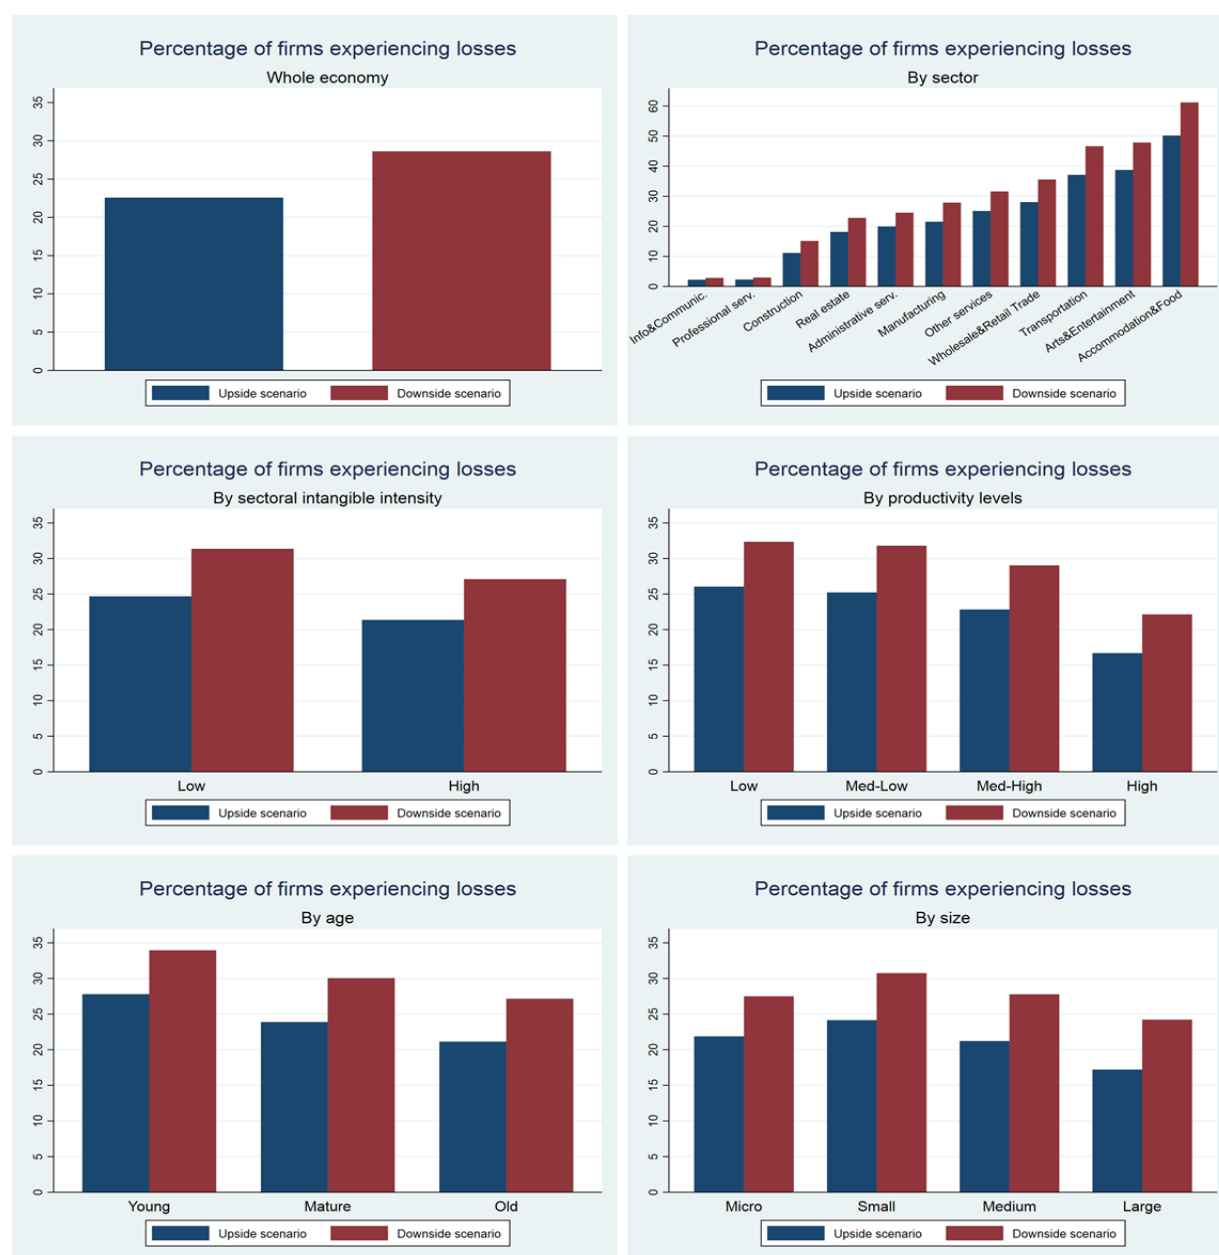 Percentage of firms experiencing losses
Whole economy
35
30
25
20
15
10
5
0
Upside scenario Downside scenario
Percentage of firms experiencing losses
By sector
60
50
40
30
20
10
0
Info&Communic.
Professional serv.
Construction
Real estate
Administrative serv.
Manufacturing
Other services
Wholesale&Retail Trade
Transportation
Arts&Entertainment
Accommodation&Food
Upside scenario Downside scenario
Percentage of firms experiencing losses
By sectoral intangible intensity
35
30
25
20
15
10
5
0
Low High
Upside scenario Downside scenario
Percentage of firms experiencing losses
By productivity levels
35
30
25
20
15
10
5
0
Low Med-Low Med-High High
Upside scenario Downside scenario
Percentage of firms experiencing losses
By age
35
30
25
20
15
10
5
0
Young Mature Old
Upside scenario Downside scenario
Percentage of firms experiencing losses
By size
35
30
25
20
15
10
5
0
Micro Small Medium Large
Upside scenario Downside scenario